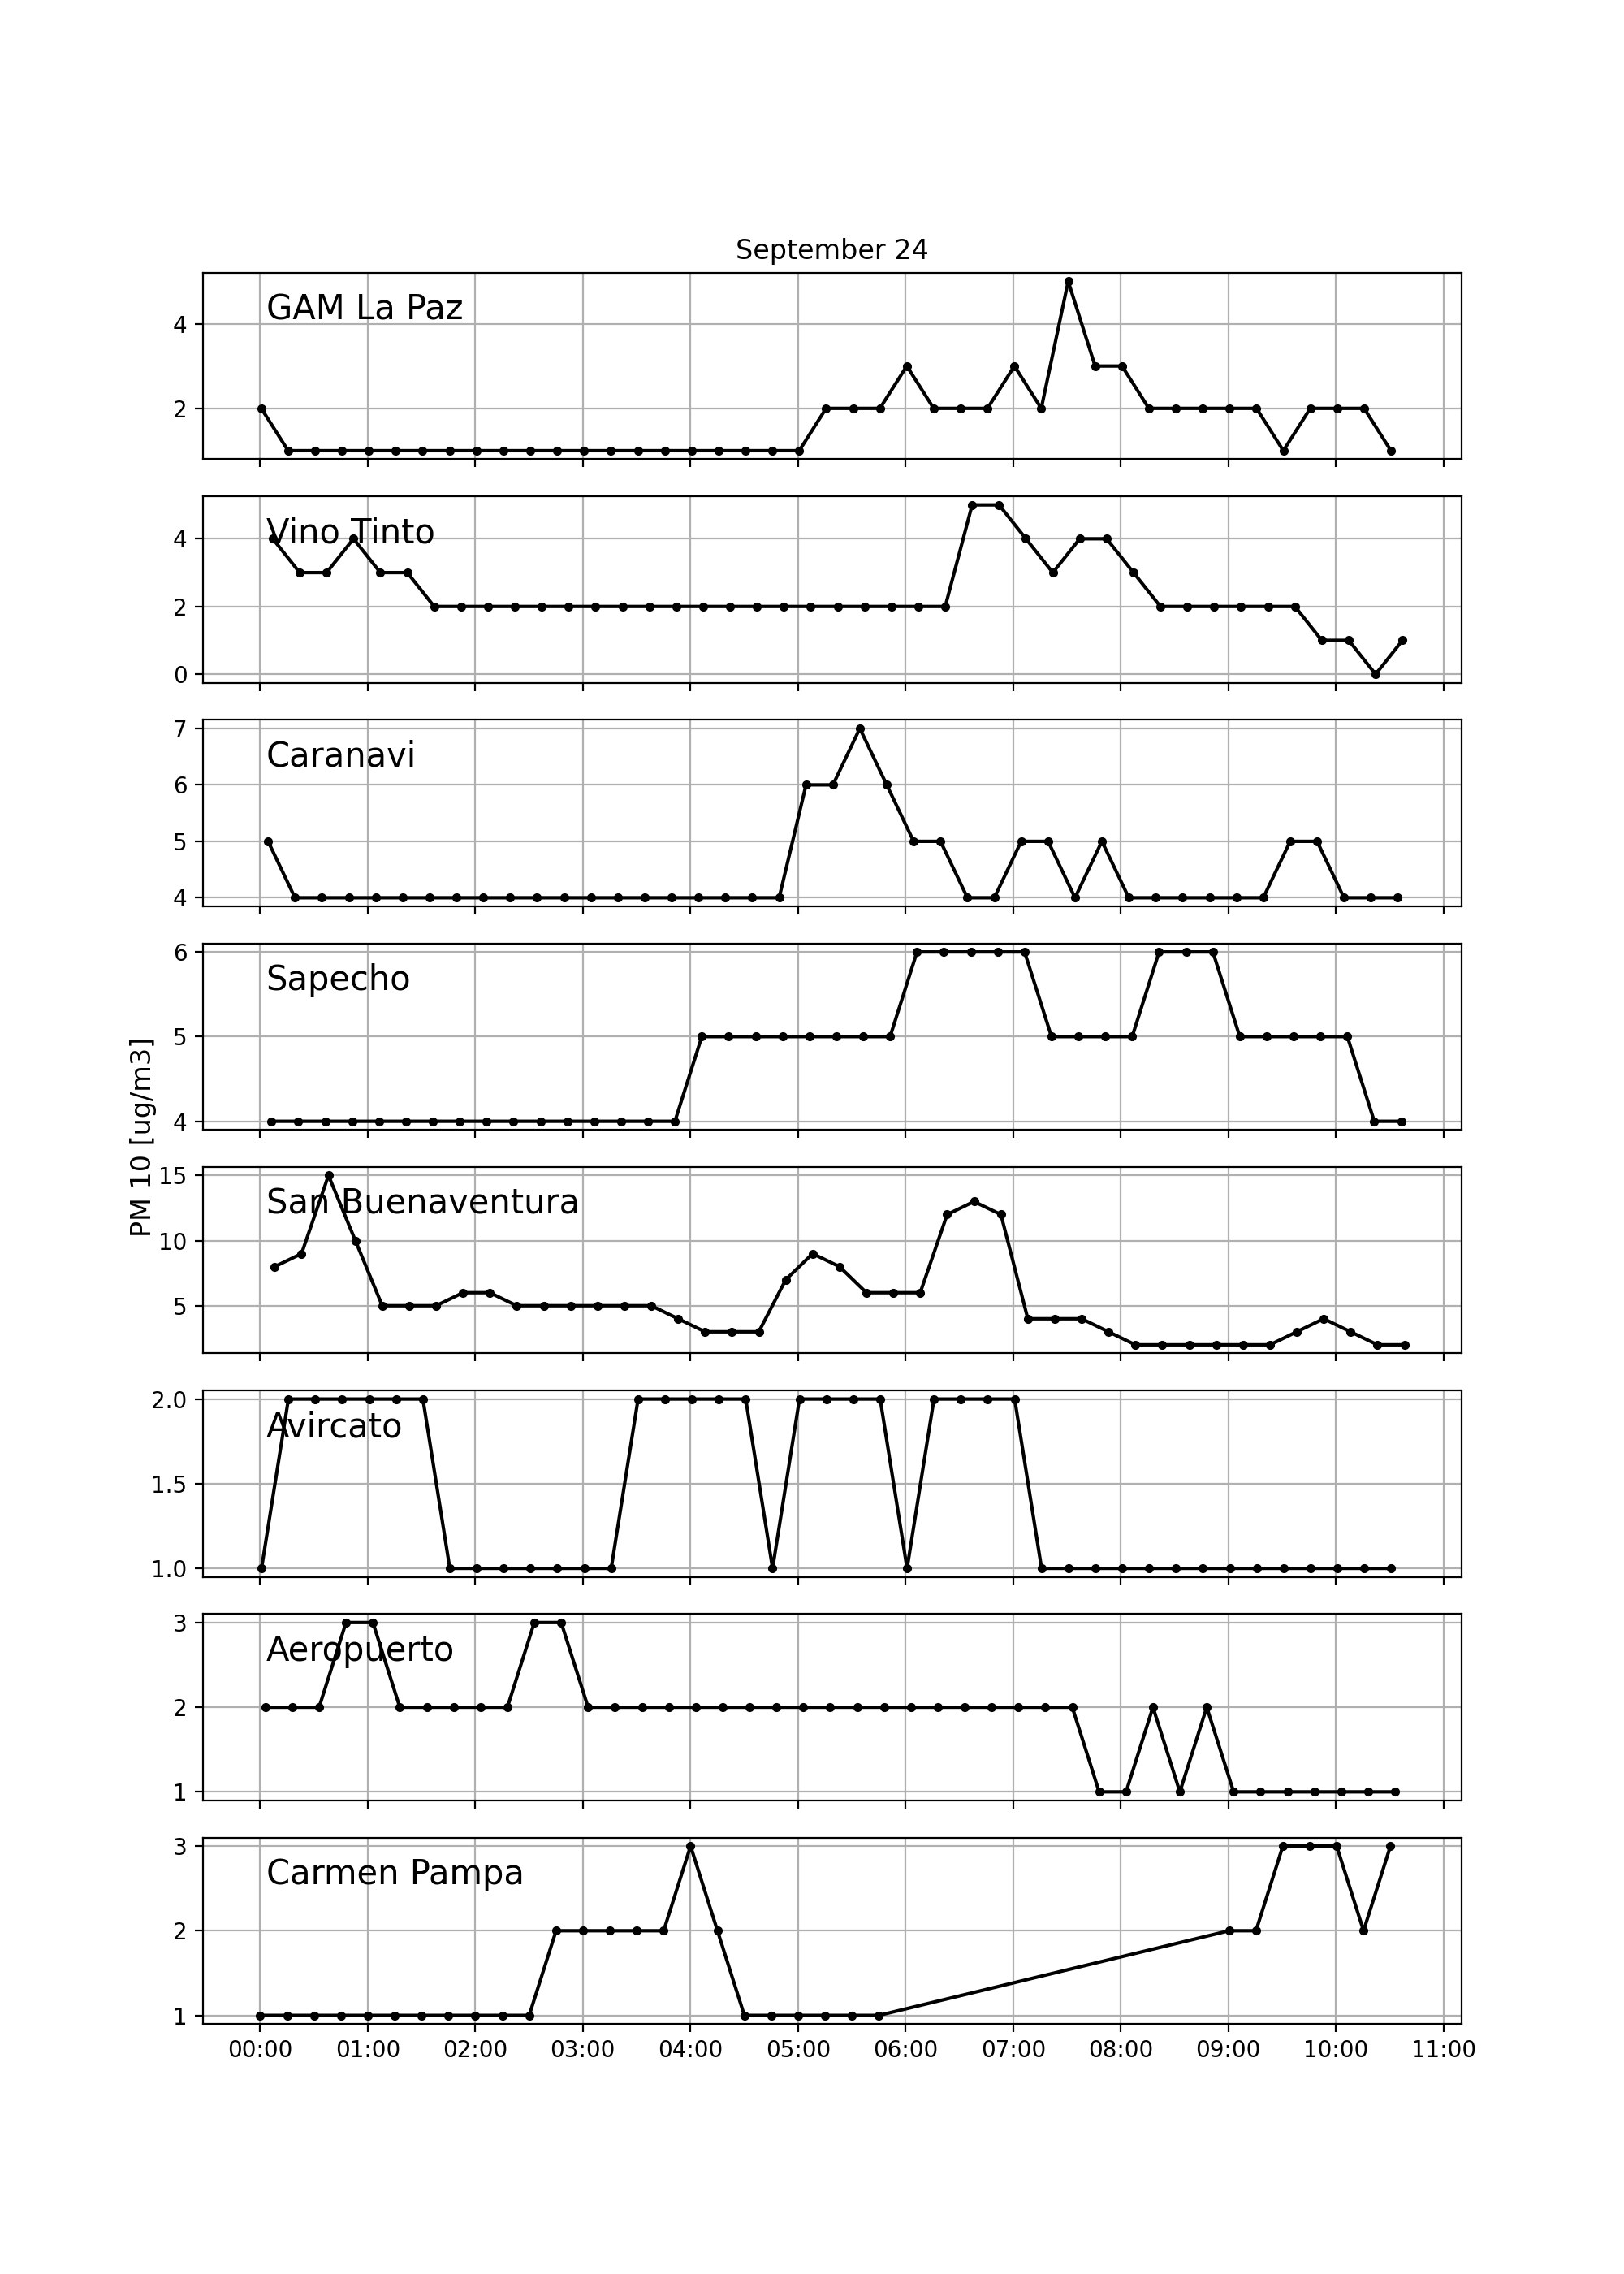 September 24
GAM La Paz
4
2
Vino Tinto
4
2
0
Caranavi
7
6
5
4
Sapecho
6
5
4
PM 10 [ug/m3]
San Buenaventura
15
10
5
Avircato
2.0
1.5
1.0
Aeropuerto
3
2
1
Carmen Pampa
3
2
1
00:00 01:00 02:00 03:00 04:00 05:00 06:00 07:00 08:00 09:00 10:00 11:00